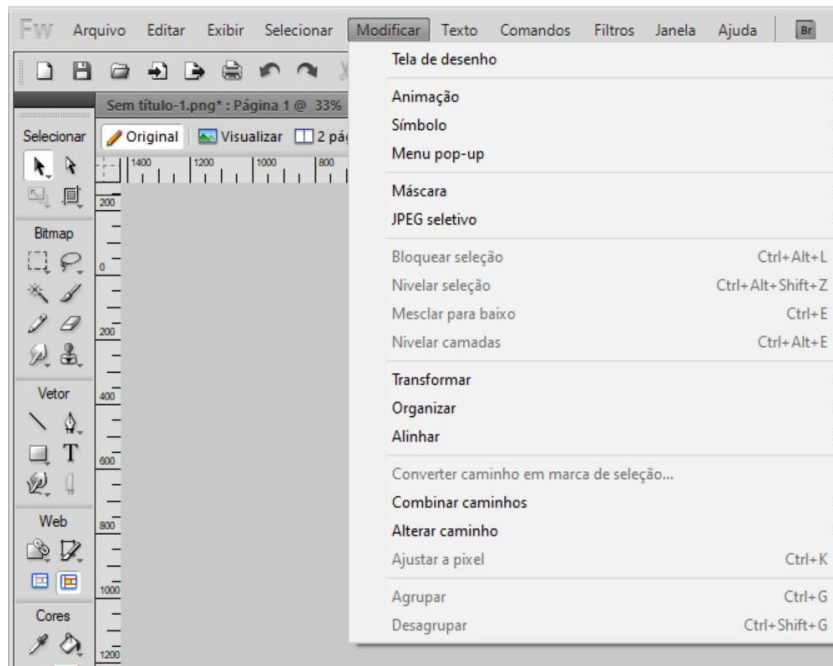 Fw Arquivo Editar Exibir Selecionar Modificar Texto Comandos Filtros Janela Ajuda Br
Sem título-1.png* : Página 1 @ 33%
Original Visualizar 2 pág
Selecionar
1400 1200 1000 800
200
0
200
400
600
800
1000
1200
Bitmap
Vetor
T
Web
Cores
Tela de desenho
Animação
Símbolo
Menu pop-up
Máscara
JPEG seletivo
Bloquear seleção Ctrl+Alt+L
Nivelar seleção Ctrl+Alt+Shift+Z
Mesclar para baixo Ctrl+E
Nivelar camadas Ctrl+Alt+E
Transformar
Organizar
Alinhar
Converter caminho em marca de seleção...
Combinar caminhos
Alterar caminho
Ajustar a pixel Ctrl+K
Agrupar Ctrl+G
Desagrupar Ctrl+Shift+G